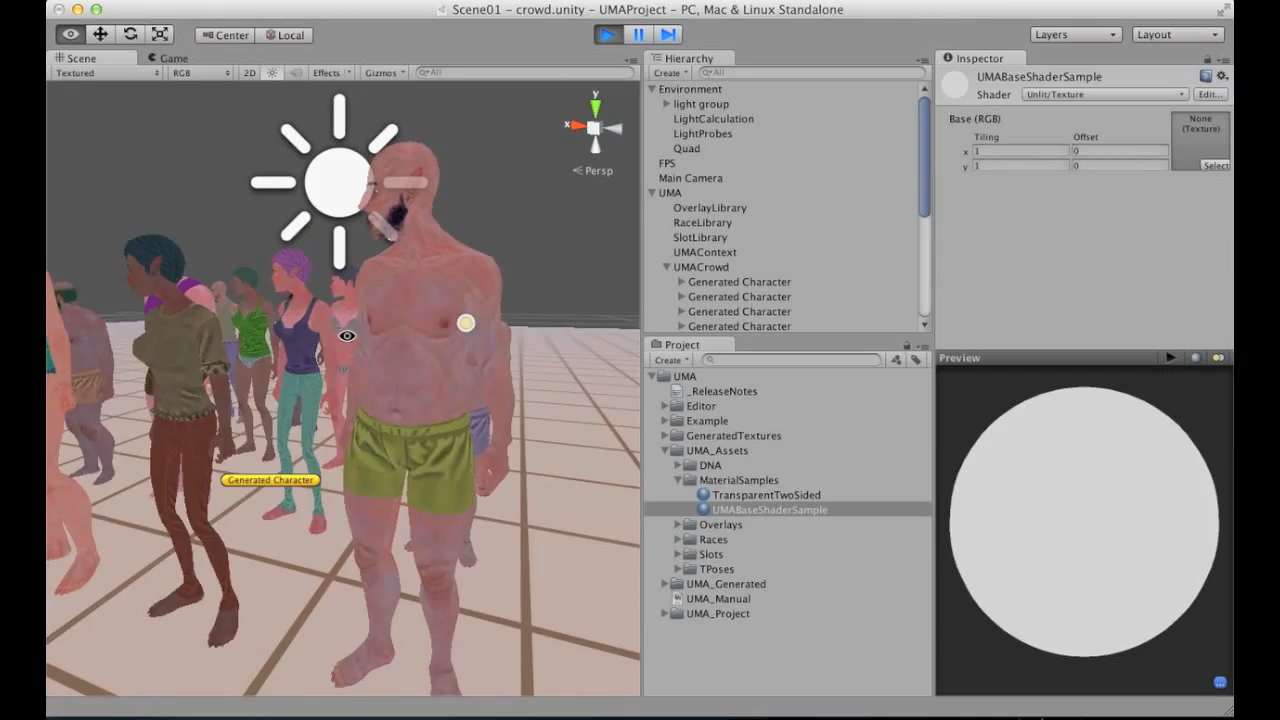 Scene01 – crowd.unity – UMAProject – PC, Mac & Linux Standalone
Center Local
Layers Layout
Scene Game
Textured RGB 2D Effects Gizmos All
y
x
Persp
Generated Character
Hierarchy
Create All
Environment
light group
LightCalculation
LightProbes
Quad
FPS
Main Camera
UMA
OverlayLibrary
RaceLibrary
SlotLibrary
UMAContext
UMACrowd
Generated Character
Generated Character
Generated Character
Generated Character
Project
Create
UMA
_ReleaseNotes
Editor
Example
GeneratedTextures
UMA_Assets
DNA
MaterialSamples
TransparentTwoSided
UMABaseShaderSample
Overlays
Races
Slots
TPoses
UMA_Generated
UMA_Manual
UMA_Project
Inspector
UMABaseShaderSample
Shader Unlit/Texture Edit...
Base (RGB)
None
(Texture)
Tiling Offset
x 1 0
y 1 0
Select
Preview